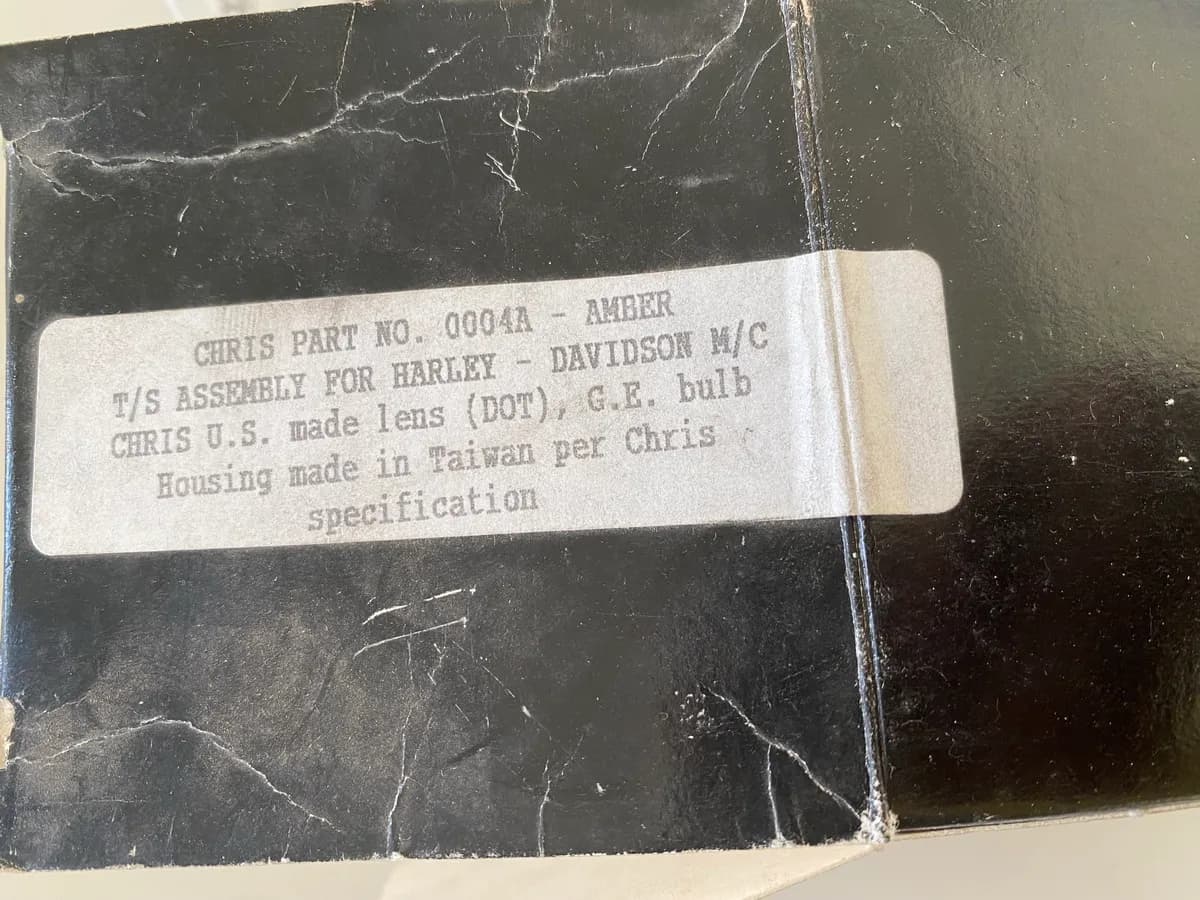 CHRIS PART NO. 0004A - AMBER
T/S ASSEMBLY FOR HARLEY - DAVIDSON M/C
CHRIS U.S. made lens (DOT), G.E. bulb
Housing made in Taiwan per Chris
specification